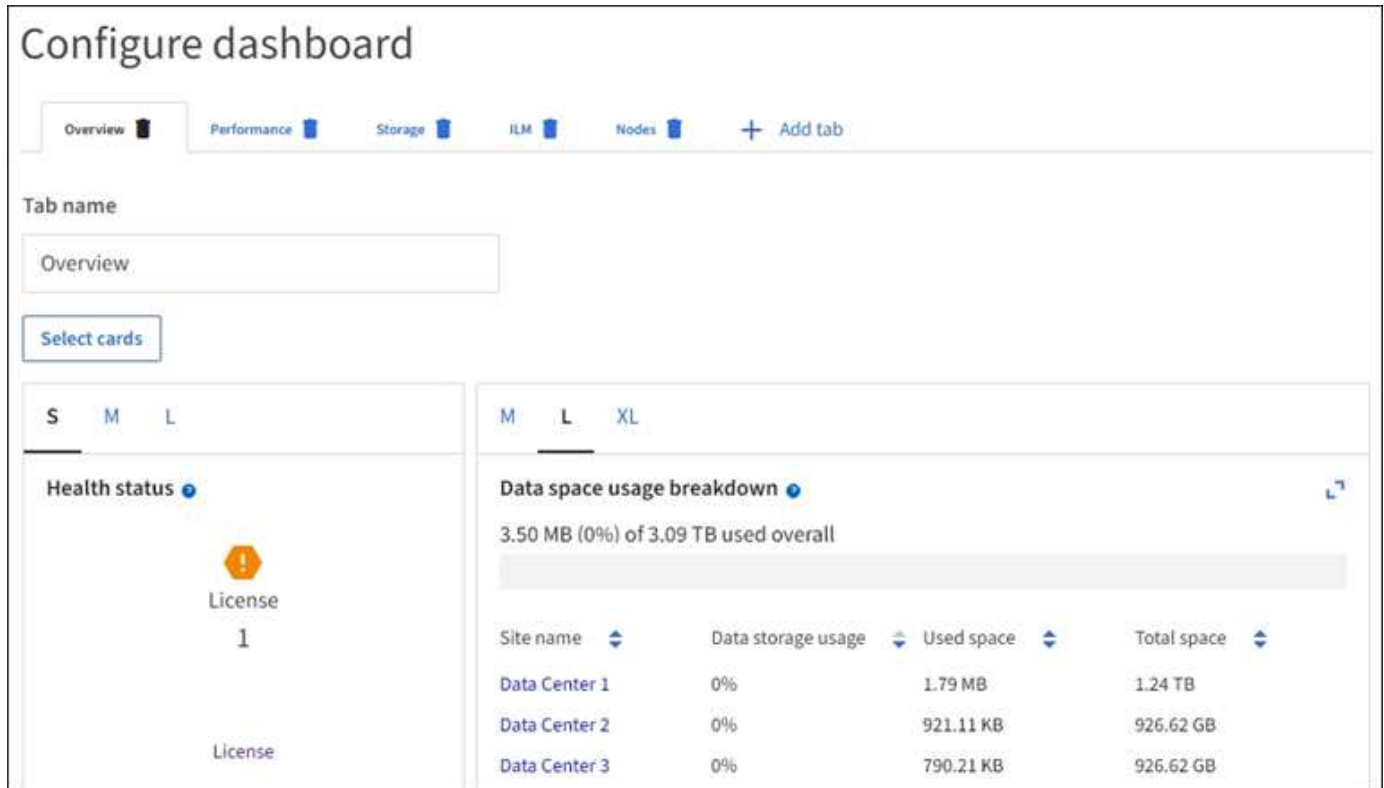 Configure dashboard
Overview Performance Storage ILM Nodes + Add tab
Tab name
Overview
Select cards
S M L
M L XL
Health status ?
Data space usage breakdown ?
3.50 MB (0%) of 3.09 TB used overall
!
License
1
License
Site name Data storage usage Used space Total space
Data Center 1 0% 1.79 MB 1.24 TB
Data Center 2 0% 921.11 KB 926.62 GB
Data Center 3 0% 790.21 KB 926.62 GB